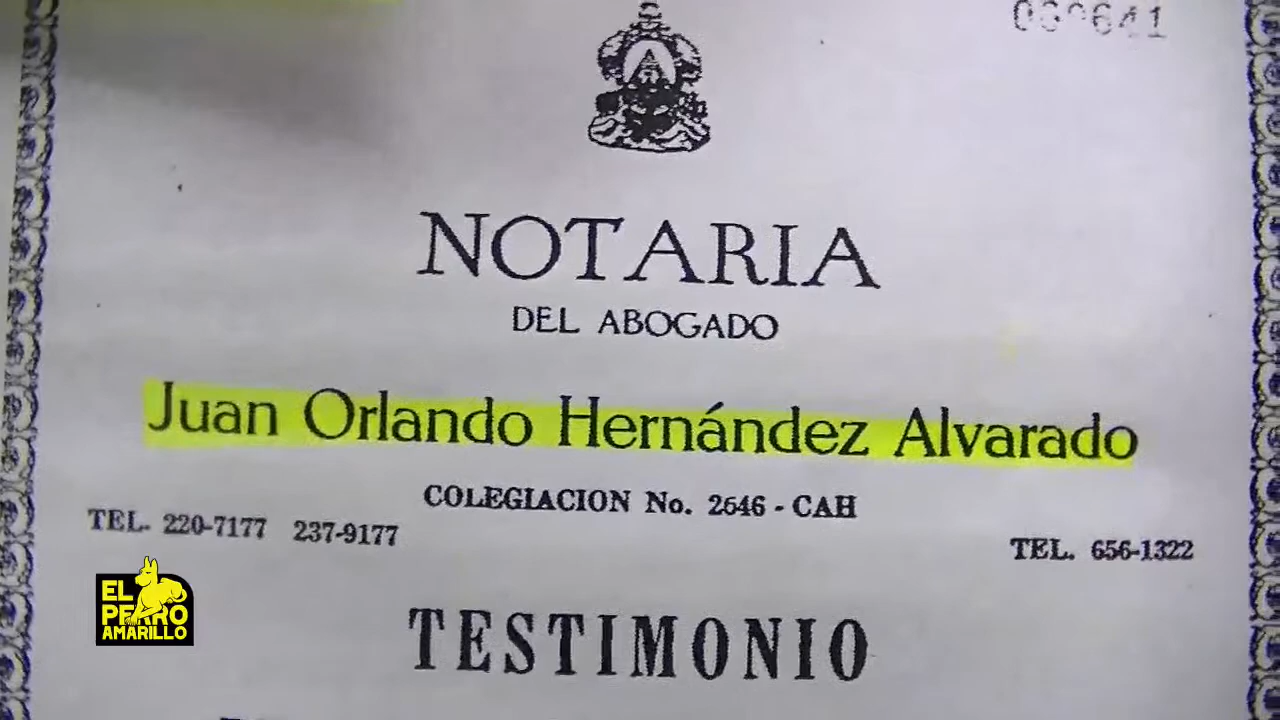 NOTARIA
DEL ABOGADO
Juan Orlando Hernández Alvarado
COLEGIACION No. 2646 - CAH
TEL. 220-7177 237-9177
TEL. 656-1322
EL PERRO AMARILLO
TESTIMONIO